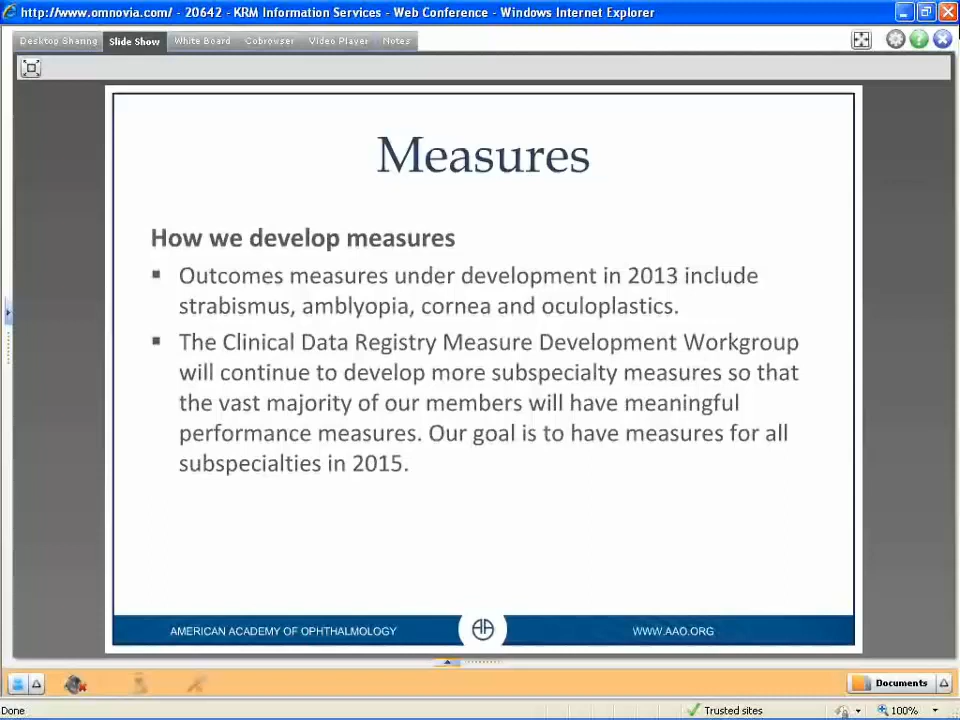 http://www.omnovia.com/ - 20642 - KRM Information Services - Web Conference - Windows Internet Explorer
Desktop Sharing Slide Show White Board Cobrowser Video Player Notes
Measures
How we develop measures
▪ Outcomes measures under development in 2013 include
strabismus, amblyopia, cornea and oculoplastics.
▪ The Clinical Data Registry Measure Development Workgroup
will continue to develop more subspecialty measures so that
the vast majority of our members will have meaningful
performance measures. Our goal is to have measures for all
subspecialties in 2015.
AMERICAN ACADEMY OF OPHTHALMOLOGY WWW.AAO.ORG
Documents
Done Trusted sites 100%